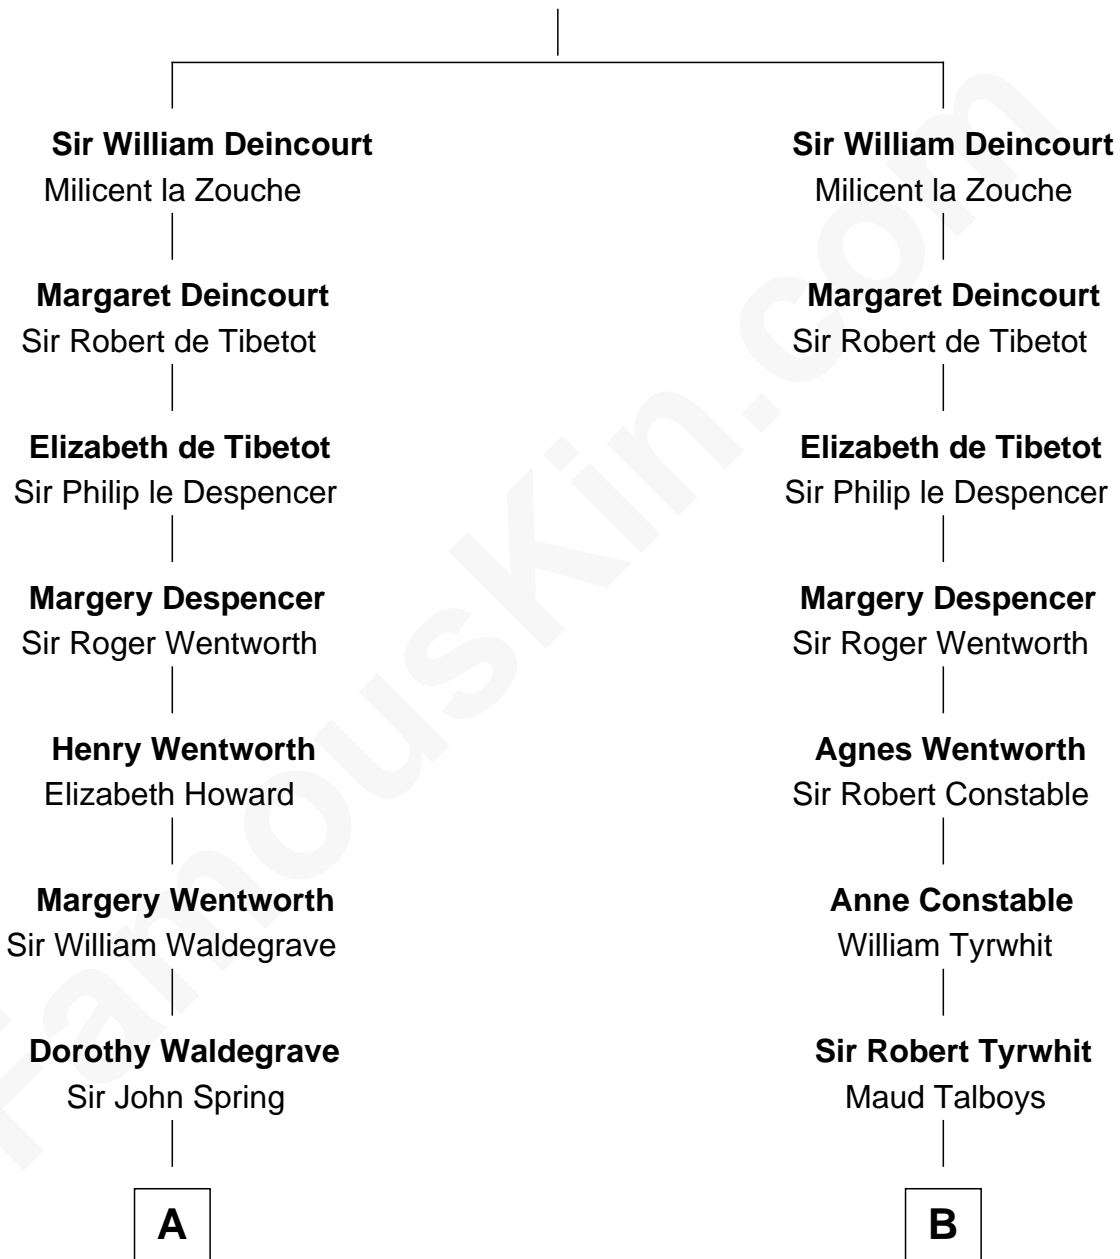 Sir William Deincourt
Milicent la Zouche
Margaret Deincourt
Sir Robert de Tibetot
Elizabeth de Tibetot
Sir Philip le Despencer
Margery Despencer
Sir Roger Wentworth
Henry Wentworth
Elizabeth Howard
Margery Wentworth
Sir William Waldegrave
Dorothy Waldegrave
Sir John Spring
A
Sir William Deincourt
Milicent la Zouche
Margaret Deincourt
Sir Robert de Tibetot
Elizabeth de Tibetot
Sir Philip le Despencer
Margery Despencer
Sir Roger Wentworth
Agnes Wentworth
Sir Robert Constable
Anne Constable
William Tyrwhit
Sir Robert Tyrwhit
Maud Talboys
B
FamousKin.com